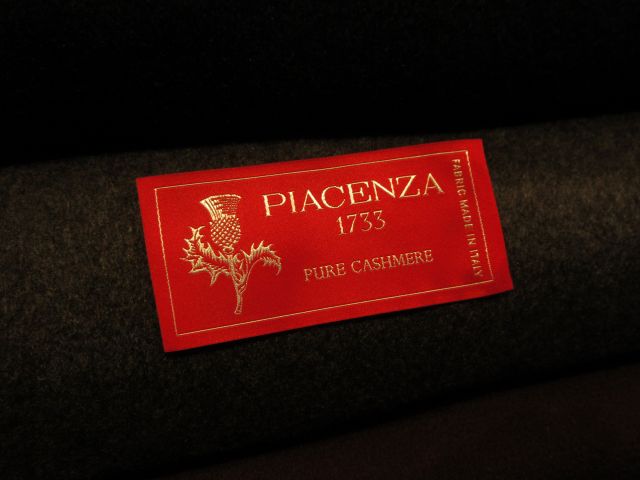 PIACENZA
1733
PURE CASHMERE
FABRIC MADE IN ITALY